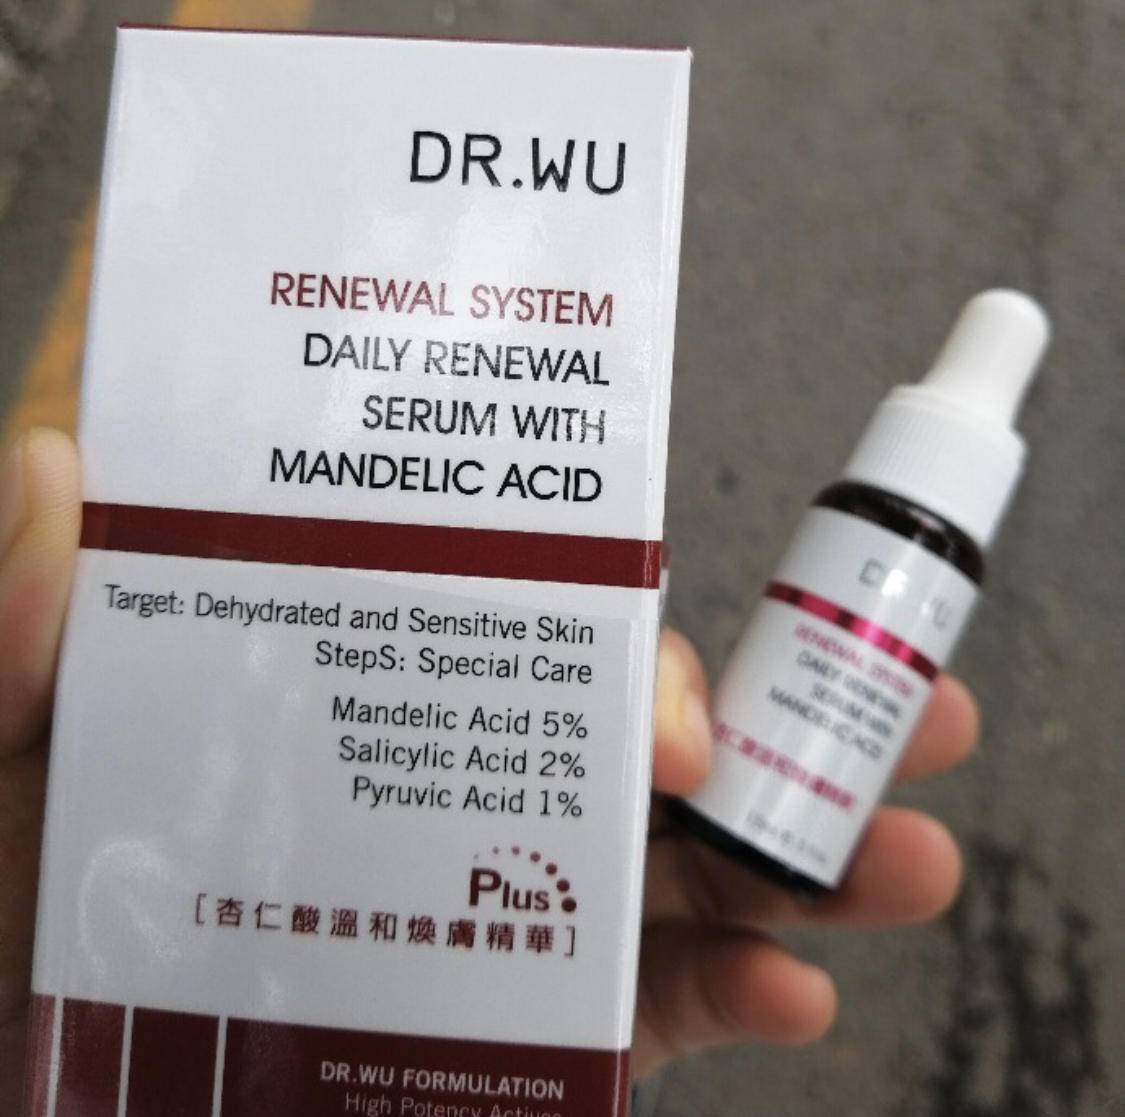 DR.WU
RENEWAL SYSTEM
DAILY RENEWAL
SERUM WITH
MANDELIC ACID
Target: Dehydrated and Sensitive Skin
StepS: Special Care
Mandelic Acid 5%
Salicylic Acid 2%
Pyruvic Acid 1%
Plus
[杏仁酸溫和煥膚精華]
DR.WU FORMULATION
High Potency Actives
RENEWAL SYSTEM
DAILY RENEWAL
SERUM WITH
MANDELIC ACID